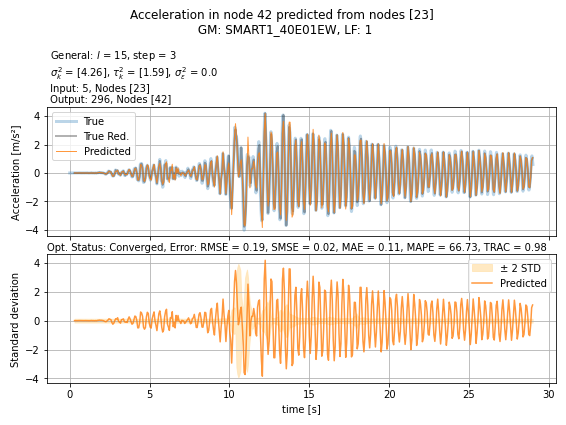 Acceleration in node 42 predicted from nodes [23]
GM: SMART1_40E01EW, LF: 1
General: l = 15, step = 3
σ²ₖ = [4.26], τ²ₖ = [1.59], σ²ε = 0.0
Input: 5, Nodes [23]
Output: 296, Nodes [42]
Acceleration [m/s²]
4
2
0
−2
−4
True
True Red.
Predicted
Opt. Status: Converged, Error: RMSE = 0.19, SMSE = 0.02, MAE = 0.11, MAPE = 66.73, TRAC = 0.98
Standard deviation
4
2
0
−2
−4
± 2 STD
Predicted
0 5 10 15 20 25 30
time [s]